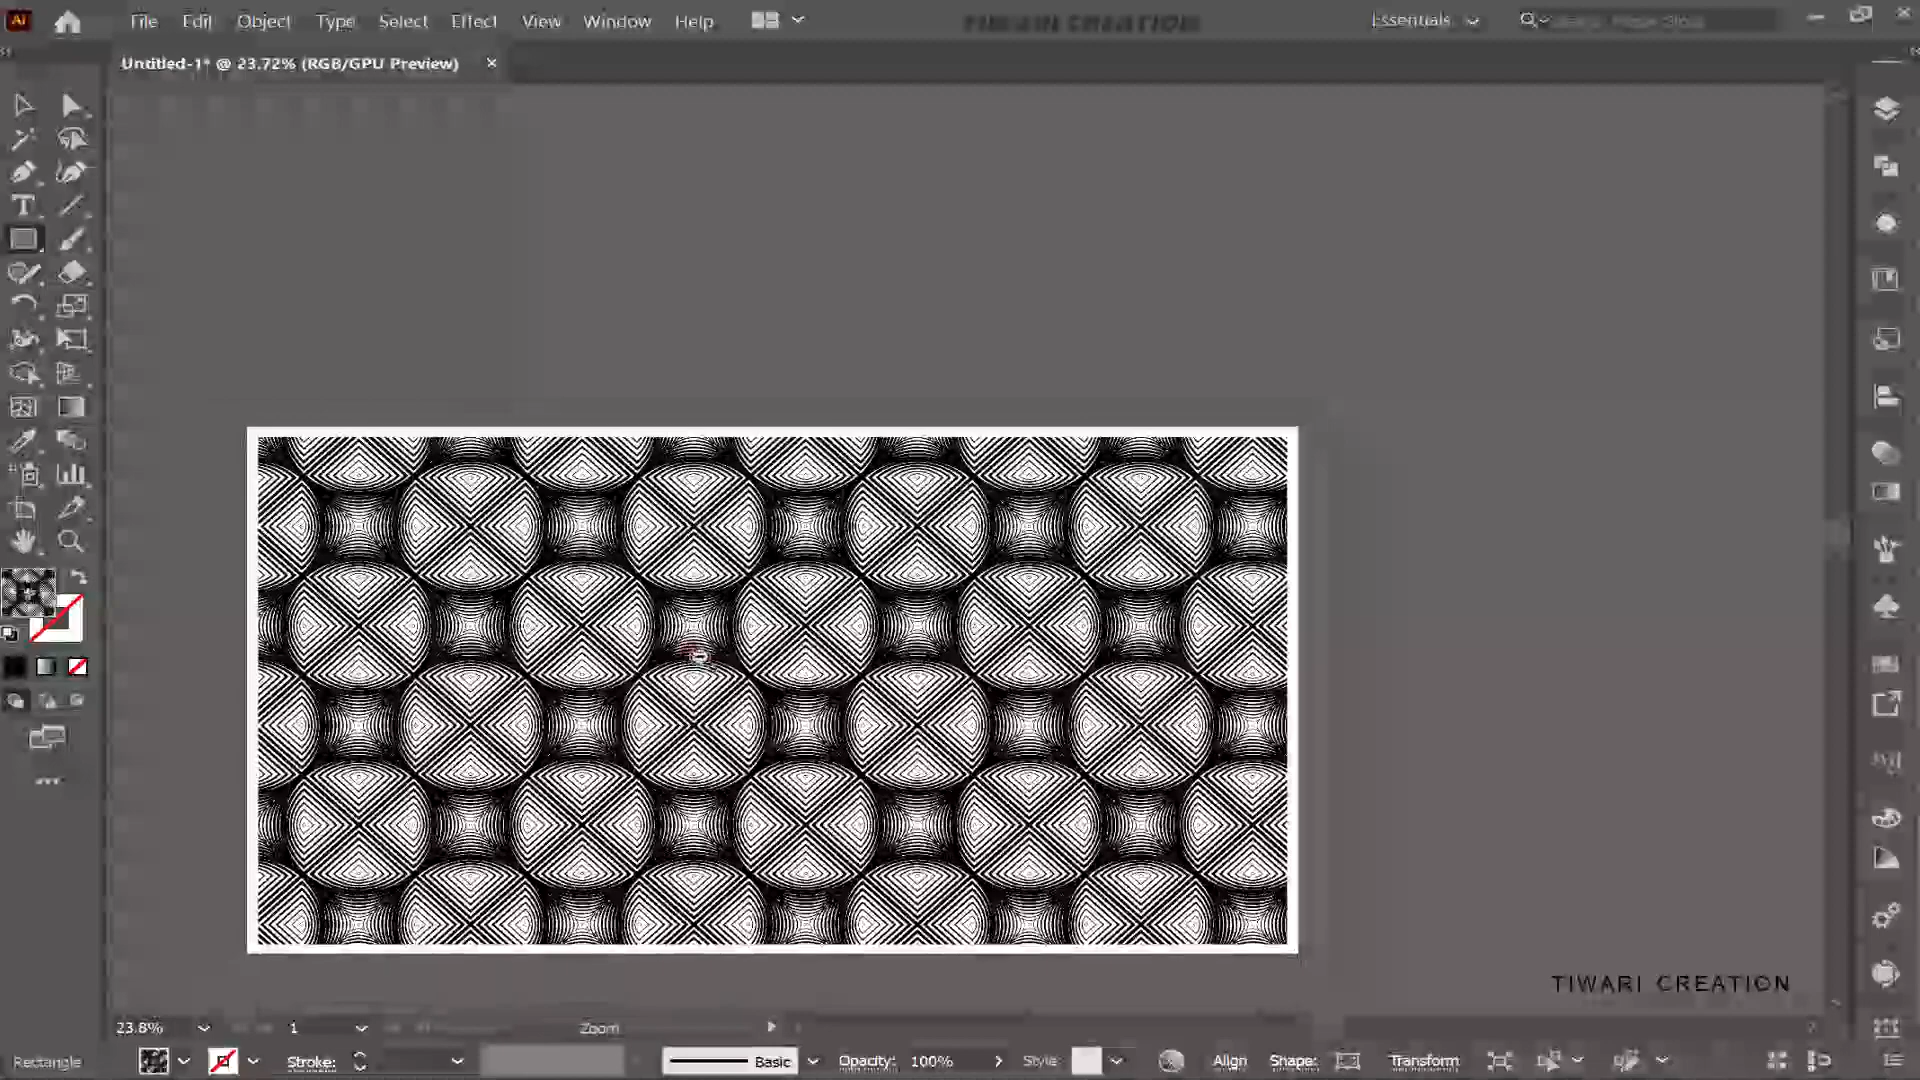 Ai
File Edit Object Type Select Effect View Window Help
TIWARI CREATION
Essentials
Untitled-1* @ 23.72% (RGB/GPU Preview)
TIWARI CREATION
23.8%
1
Zoom
Rectangle
Stroke:
Basic
Opacity: 100%
Style:
Align
Shape:
Transform